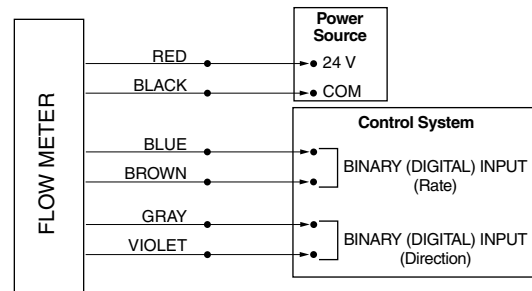 FLOW METER
Power
Source
RED
24 V
BLACK
COM
Control System
BLUE
BROWN
BINARY (DIGITAL) INPUT
(Rate)
GRAY
VIOLET
BINARY (DIGITAL) INPUT
(Direction)